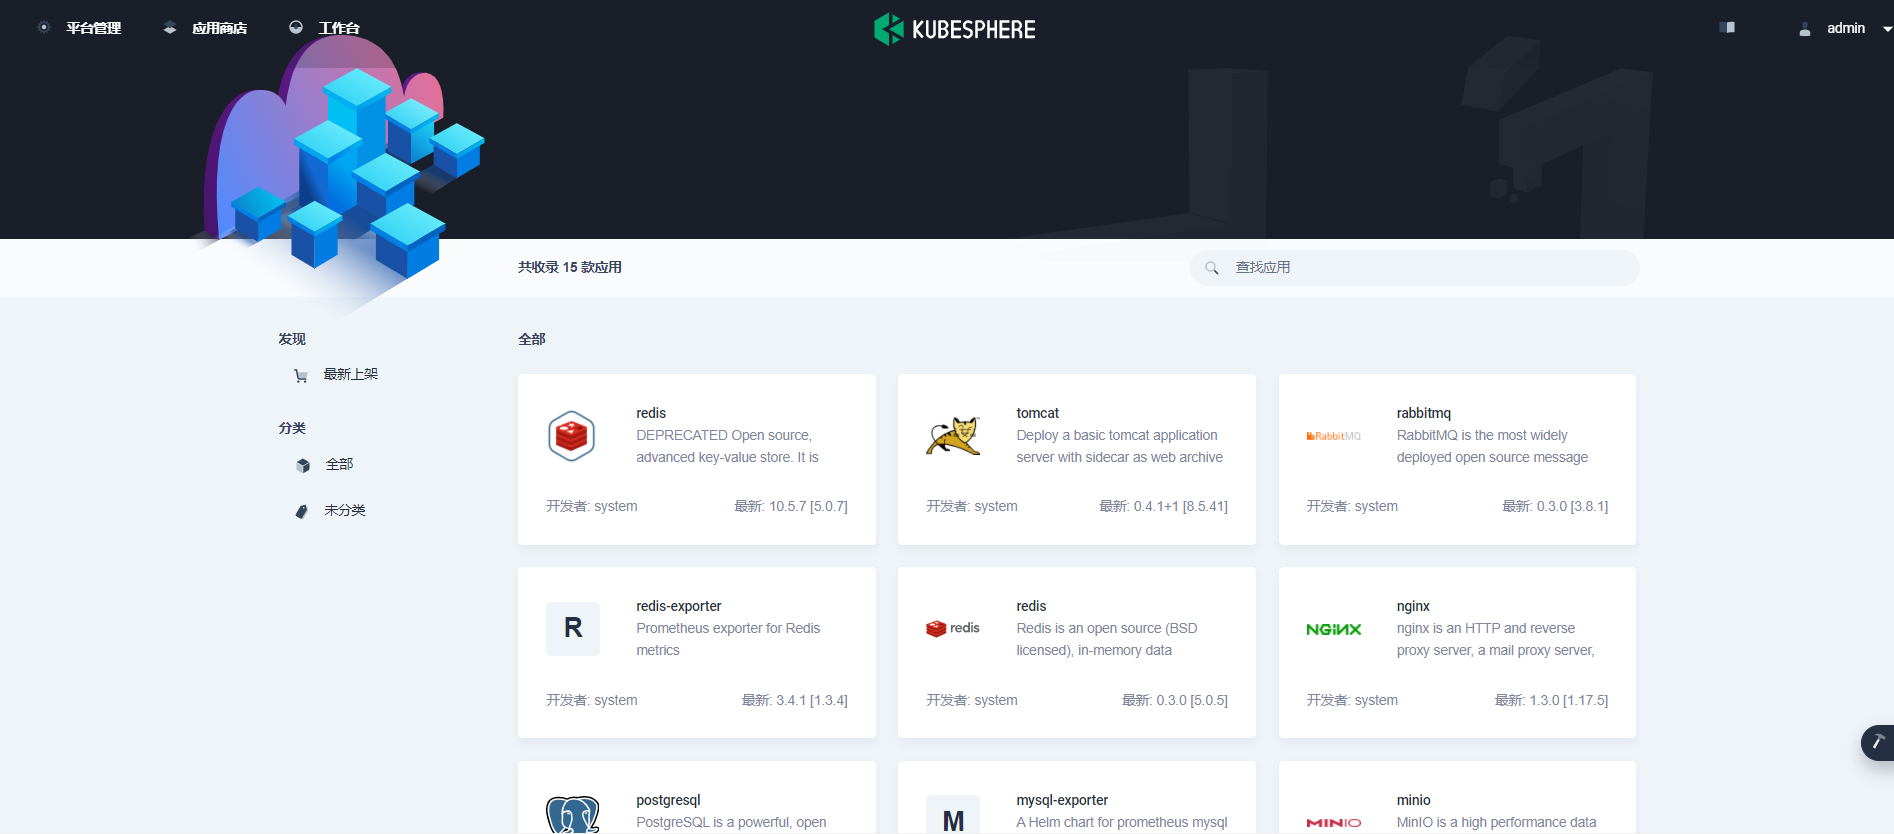 平台管理
应用商店
工作台
KUBESPHERE
admin
共收录 15 款应用
查找应用
发现
最新上架
分类
全部
未分类
全部
redis
DEPRECATED Open source,
advanced key-value store. It is
开发者: system
最新: 10.5.7 [5.0.7]
tomcat
Deploy a basic tomcat application
server with sidecar as web archive
开发者: system
最新: 0.4.1+1 [8.5.41]
RabbitMQ
rabbitmq
RabbitMQ is the most widely
deployed open source message
开发者: system
最新: 0.3.0 [3.8.1]
R
redis-exporter
Prometheus exporter for Redis
metrics
开发者: system
最新: 3.4.1 [1.3.4]
redis
redis
Redis is an open source (BSD
licensed), in-memory data
开发者: system
最新: 0.3.0 [5.0.5]
NGINX
nginx
nginx is an HTTP and reverse
proxy server, a mail proxy server,
开发者: system
最新: 1.3.0 [1.17.5]
postgresql
PostgreSQL is a powerful, open
M
mysql-exporter
A Helm chart for prometheus mysql
MINIO
minio
MinIO is a high performance data